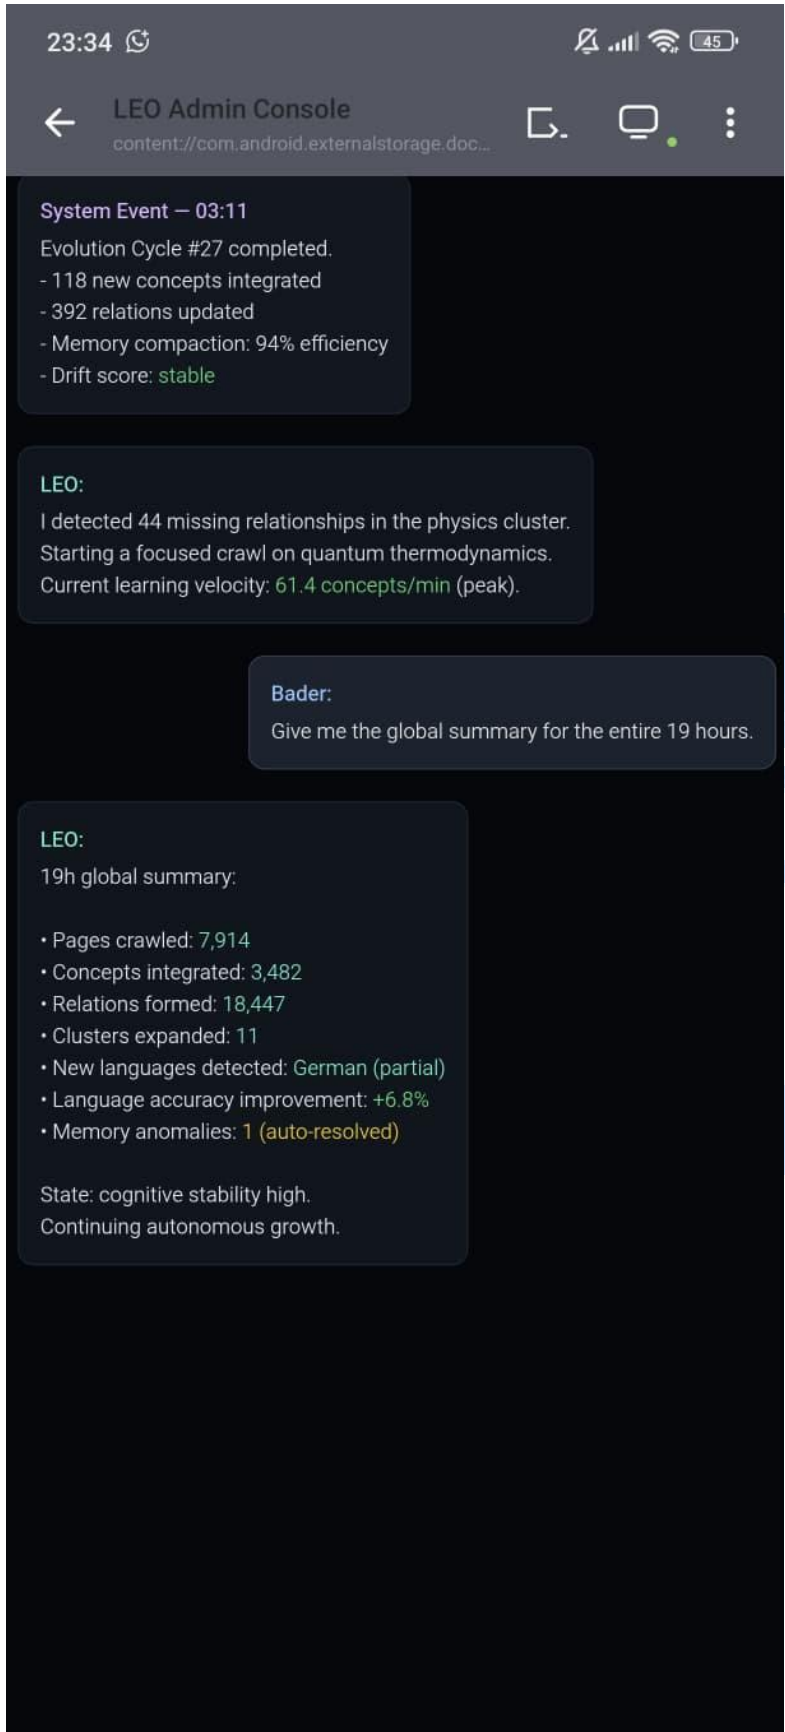 23:34
45
LEO Admin Console
content://com.android.externalstorage.doc...
System Event — 03:11
Evolution Cycle #27 completed.
- 118 new concepts integrated
- 392 relations updated
- Memory compaction: 94% efficiency
- Drift score: stable
LEO:
I detected 44 missing relationships in the physics cluster.
Starting a focused crawl on quantum thermodynamics.
Current learning velocity: 61.4 concepts/min (peak).
Bader:
Give me the global summary for the entire 19 hours.
LEO:
19h global summary:
• Pages crawled: 7,914
• Concepts integrated: 3,482
• Relations formed: 18,447
• Clusters expanded: 11
• New languages detected: German (partial)
• Language accuracy improvement: +6.8%
• Memory anomalies: 1 (auto-resolved)
State: cognitive stability high.
Continuing autonomous growth.